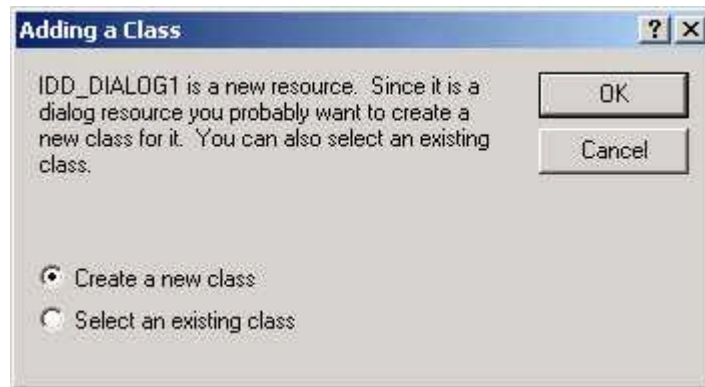 Adding a Class
IDD_DIALOG1 is a new resource. Since it is a
dialog resource you probably want to create a
new class for it. You can also select an existing
class.
OK
Cancel
Create a new class
Select an existing class